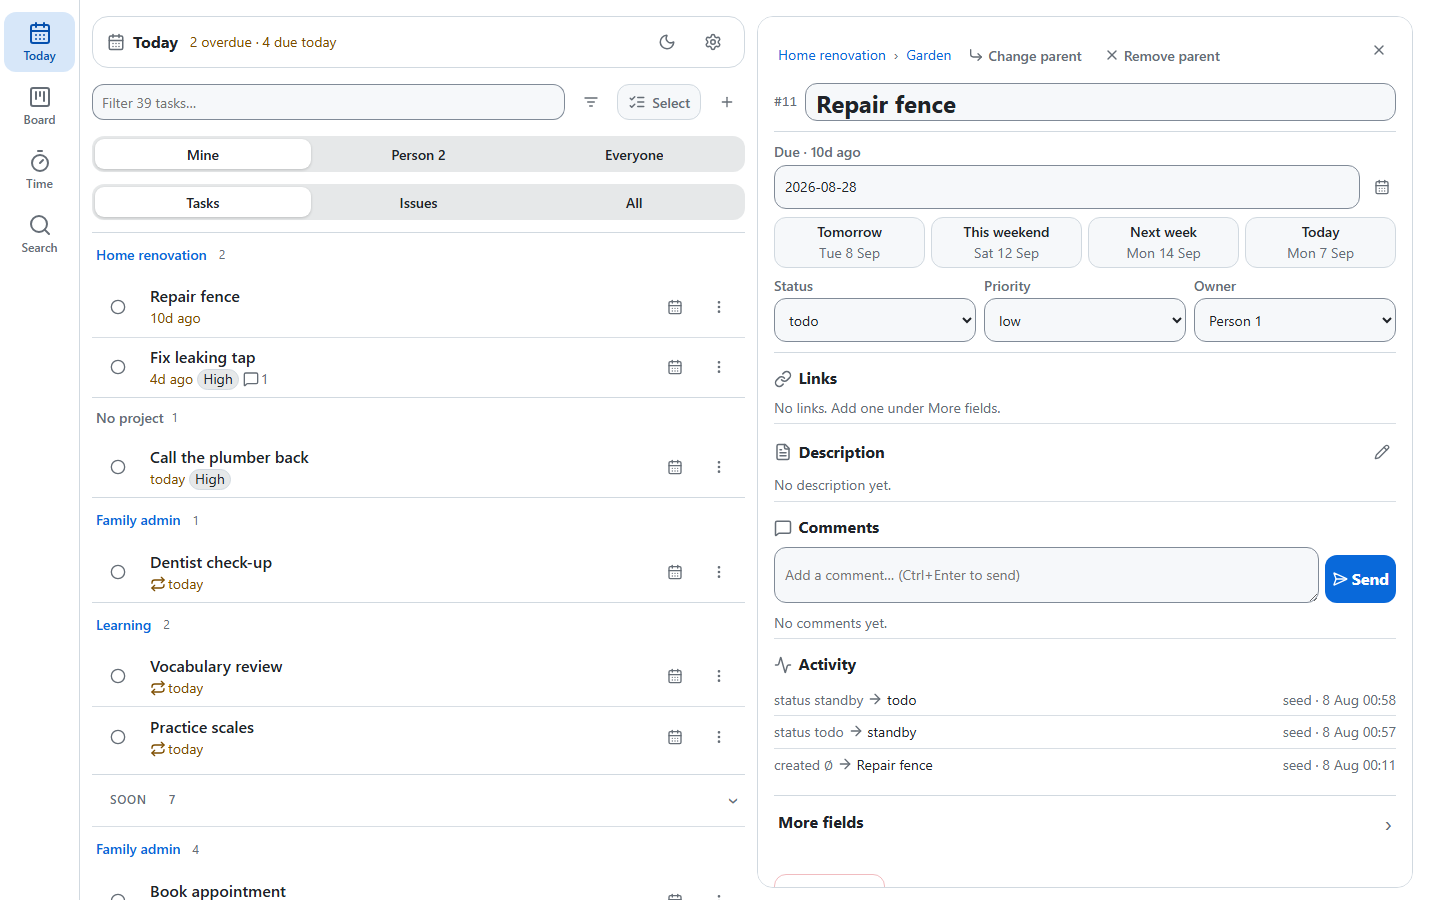 Today
Board
Time
Search
Today 2 overdue · 4 due today
Filter 39 tasks...
Select
Mine Person 2 Everyone
Tasks Issues All
Home renovation 2
Repair fence
10d ago
Fix leaking tap
4d ago High 1
No project 1
Call the plumber back
today High
Family admin 1
Dentist check-up
today
Learning 2
Vocabulary review
today
Practice scales
today
SOON 7
Family admin 4
Book appointment
Home renovation › Garden Change parent Remove parent
#11 Repair fence
Due · 10d ago
2026-08-28
Tomorrow This weekend Next week Today
Tue 8 Sep Sat 12 Sep Mon 14 Sep Mon 7 Sep
Status Priority Owner
todo low Person 1
Links
No links. Add one under More fields.
Description
No description yet.
Comments
Add a comment... (Ctrl+Enter to send)
Send
No comments yet.
Activity
status standby → todo seed · 8 Aug 00:58
status todo → standby seed · 8 Aug 00:57
created ∅ → Repair fence seed · 8 Aug 00:11
More fields